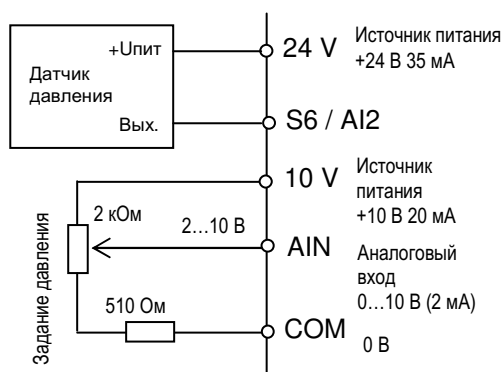 +Uпит
Датчик
давления
Вых.
24 V
Источник питания
+24 В 35 мА
S6 / AI2
10 V
Источник
питания
+10 В 20 мА
2 кОм
2…10 В
AIN
Аналоговый
вход
0…10 В (2 мА)
Задание давления
510 Ом
COM
0 В